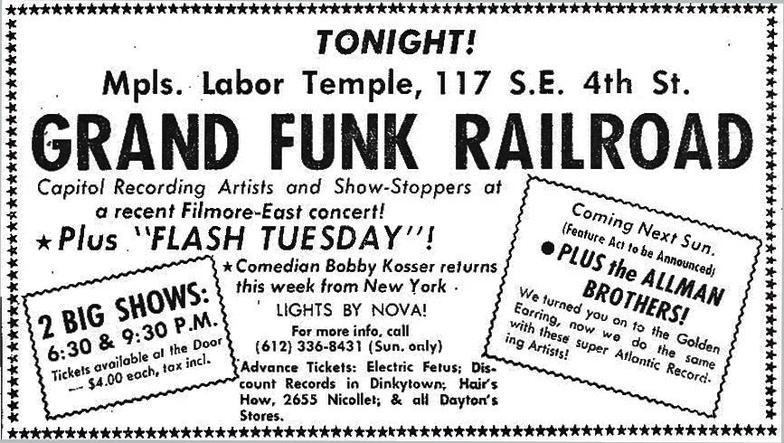 TONIGHT!
Mpls. Labor Temple, 117 S.E. 4th St.
GRAND FUNK RAILROAD
Capitol Recording Artists and Show-Stoppers at
a recent Filmore-East concert!
★ Plus "FLASH TUESDAY"!
★ Comedian Bobby Kosser returns
this week from New York
LIGHTS BY NOVA!
For more info, call
(612) 336-8431 (Sun. only)
Advance Tickets: Electric Fetus; Dis-
count Records in Dinkytown; Hair's
How, 2655 Nicollet; & all Dayton's
Stores.
2 BIG SHOWS:
6:30 & 9:30 P.M.
Tickets available at the Door
— $4.00 each, tax incl.
Coming Next Sun.
(Feature Act to be Announced)
● PLUS the ALLMAN
BROTHERS!
We turned you on to the Golden
Earring, now we do the same
with these super Atlantic Record-
ing Artists!